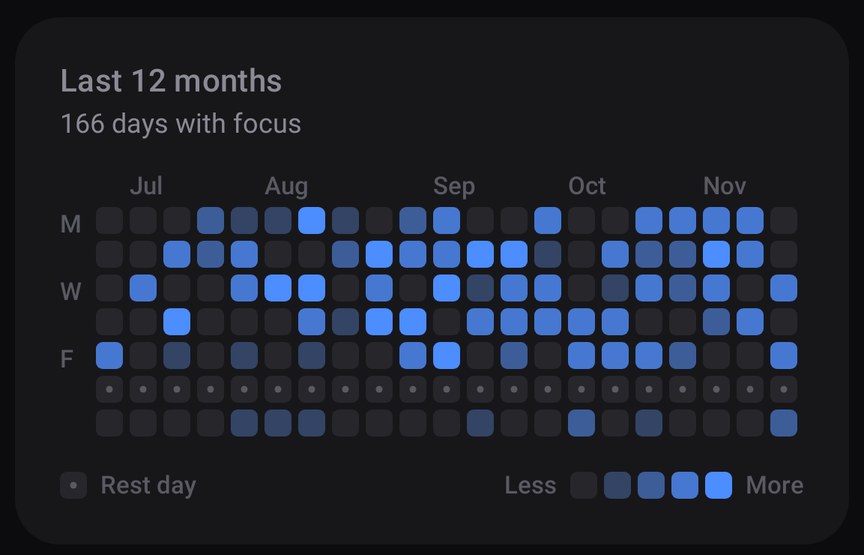 Last 12 months
166 days with focus
Jul Aug Sep Oct Nov
M
W
F
Rest day Less More